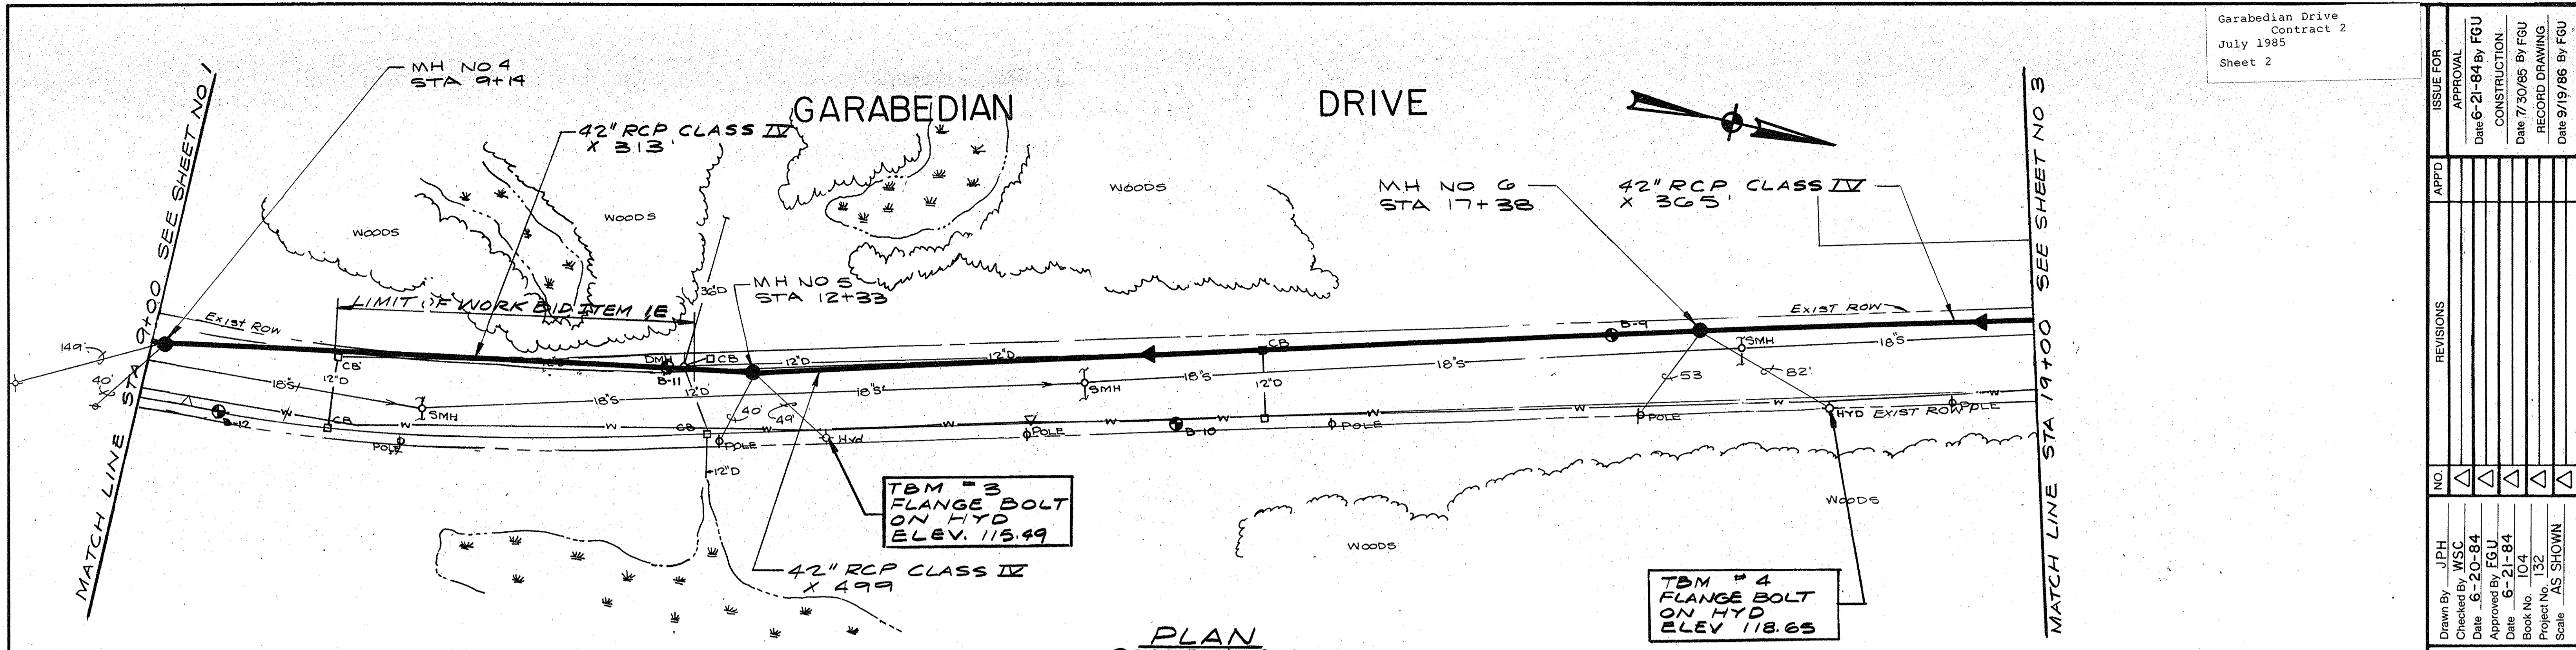 Garabedian Drive
Contract 2
July 1985
Sheet 2
GARABEDIAN DRIVE
MH NO 4
STA 9+14
42" RCP CLASS IV
X 313'
MH NO 5
STA 12+33
MH NO 6
STA 17+38
42" RCP CLASS IV
X 365'
MATCH LINE STA 9+00 SEE SHEET NO 1
MATCH LINE STA 19+00 SEE SHEET NO 3
WOODS
WOODS
WOODS
LIMIT OF WORK BID ITEM 1E
EXIST ROW
EXIST ROW
36"D
149'
40'
CB
12"D
18"S
DMH
CB
B-11
12"D
12"D
12"D
CB
12"D
B-9
SMH
18"S
18"S
18"S
18"S
18"S
SMH
SMH
53
82'
40'
49'
W
W
W
W
W
W
W
W
B-12
CB
POLE
CB
POLE
Hyd
POLE
B-10
POLE
POLE
HYD
EXIST ROW
POLE
12"D
TBM #3
FLANGE BOLT
ON HYD
ELEV. 115.49
42" RCP CLASS IV
X 499
WOODS
WOODS
TBM #4
FLANGE BOLT
ON HYD
ELEV 118.65
PLAN
ISSUE FOR
APPROVAL
Date 6-21-84 By FGU
CONSTRUCTION
Date 7/30/85 By FGU
RECORD DRAWING
Date 9/19/86 By FGU
NO.
REVISIONS
APP'D
Drawn By JPH
Checked By WSC
Date 6-20-84
Approved By FGU
Date 6-21-84
Book No. 104
Project No. 132
Scale AS SHOWN